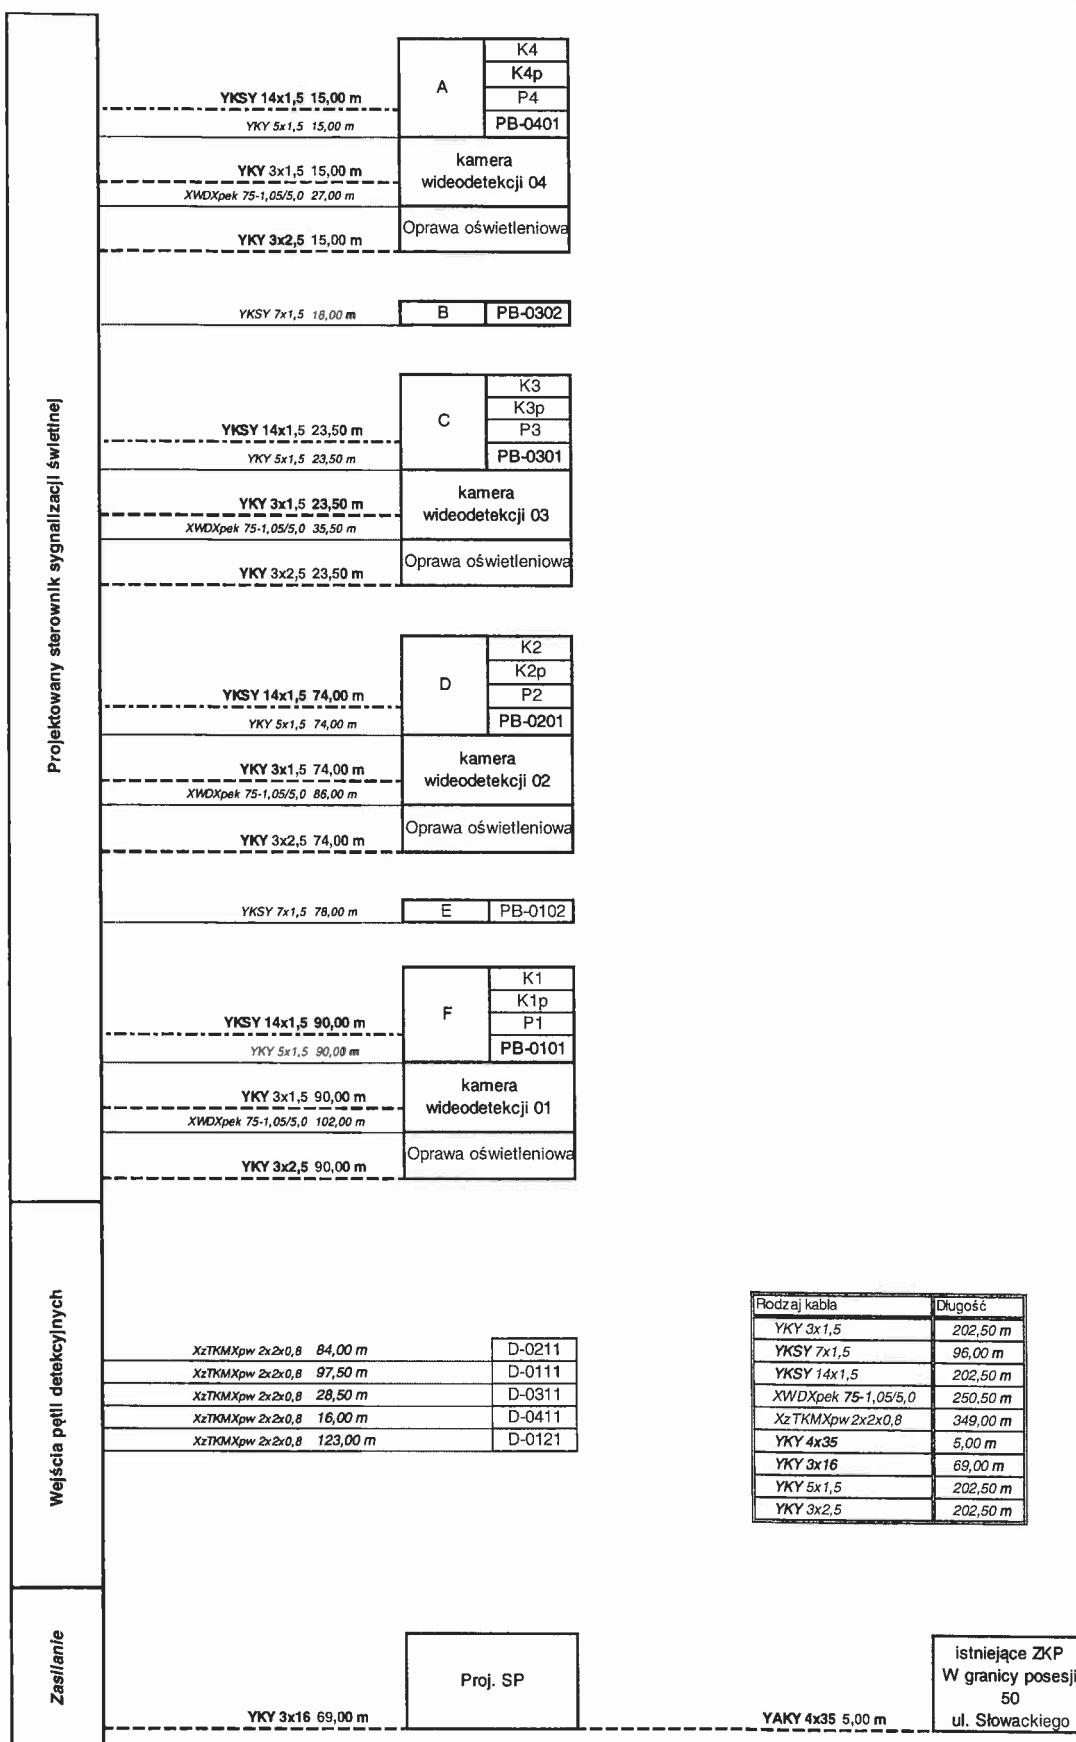 Projektowany sterownik sygnalizacji świetlnej
K4
K4p
A
P4
YKSY 14x1,5 15,00 m
PB-0401
YKY 5x1,5 15,00 m
kamera
wideodetekcji 04
YKY 3x1,5 15,00 m
XWDXpek 75-1,05/5,0 27,00 m
Oprawa oświetleniowa
YKY 3x2,5 15,00 m
YKSY 7x1,5 18,00 m
B
PB-0302
K3
K3p
C
P3
YKSY 14x1,5 23,50 m
PB-0301
YKY 5x1,5 23,50 m
kamera
wideodetekcji 03
YKY 3x1,5 23,50 m
XWDXpek 75-1,05/5,0 35,50 m
Oprawa oświetleniowa
YKY 3x2,5 23,50 m
K2
K2p
D
P2
YKSY 14x1,5 74,00 m
PB-0201
YKY 5x1,5 74,00 m
kamera
wideodetekcji 02
YKY 3x1,5 74,00 m
XWDXpek 75-1,05/5,0 86,00 m
Oprawa oświetleniowa
YKY 3x2,5 74,00 m
YKSY 7x1,5 78,00 m
E
PB-0102
K1
K1p
F
P1
YKSY 14x1,5 90,00 m
PB-0101
YKY 5x1,5 90,00 m
kamera
wideodetekcji 01
YKY 3x1,5 90,00 m
XWDXpek 75-1,05/5,0 102,00 m
Oprawa oświetleniowa
YKY 3x2,5 90,00 m
Wejścia pętli detekcyjnych
XzTKMXpw 2x2x0,8 84,00 m D-0211
XzTKMXpw 2x2x0,8 97,50 m D-0111
XzTKMXpw 2x2x0,8 28,50 m D-0311
XzTKMXpw 2x2x0,8 16,00 m D-0411
XzTKMXpw 2x2x0,8 123,00 m D-0121
Rodzaj kabla Długość
YKY 3x1,5 202,50 m
YKSY 7x1,5 96,00 m
YKSY 14x1,5 202,50 m
XWDXpek 75-1,05/5,0 250,50 m
XzTKMXpw 2x2x0,8 349,00 m
YKY 4x35 5,00 m
YKY 3x16 69,00 m
YKY 5x1,5 202,50 m
YKY 3x2,5 202,50 m
Zasilanie
YKY 3x16 69,00 m
Proj. SP
YAKY 4x35 5,00 m
istniejące ZKP
W granicy posesji
50
ul. Słowackiego